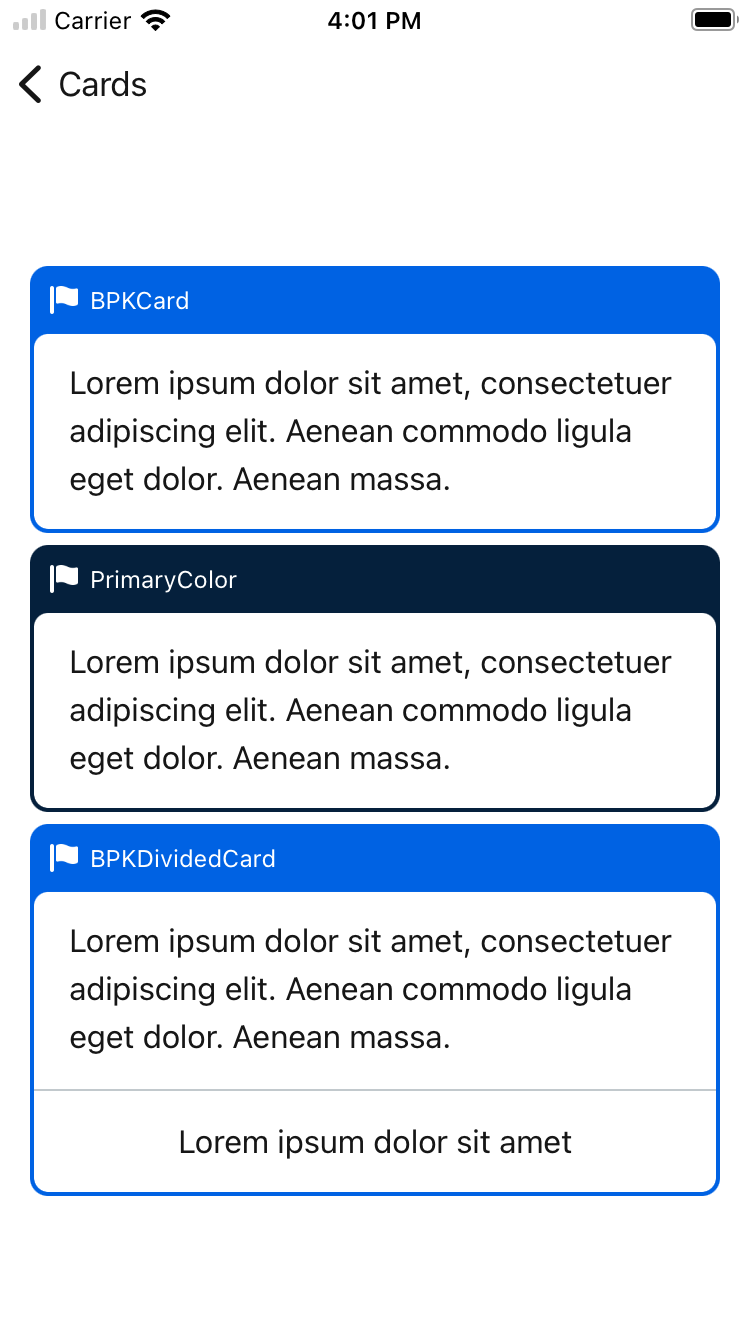 Carrier 4:01 PM
Cards
BPKCard
Lorem ipsum dolor sit amet, consectetuer
adipiscing elit. Aenean commodo ligula
eget dolor. Aenean massa.
PrimaryColor
Lorem ipsum dolor sit amet, consectetuer
adipiscing elit. Aenean commodo ligula
eget dolor. Aenean massa.
BPKDividedCard
Lorem ipsum dolor sit amet, consectetuer
adipiscing elit. Aenean commodo ligula
eget dolor. Aenean massa.
Lorem ipsum dolor sit amet